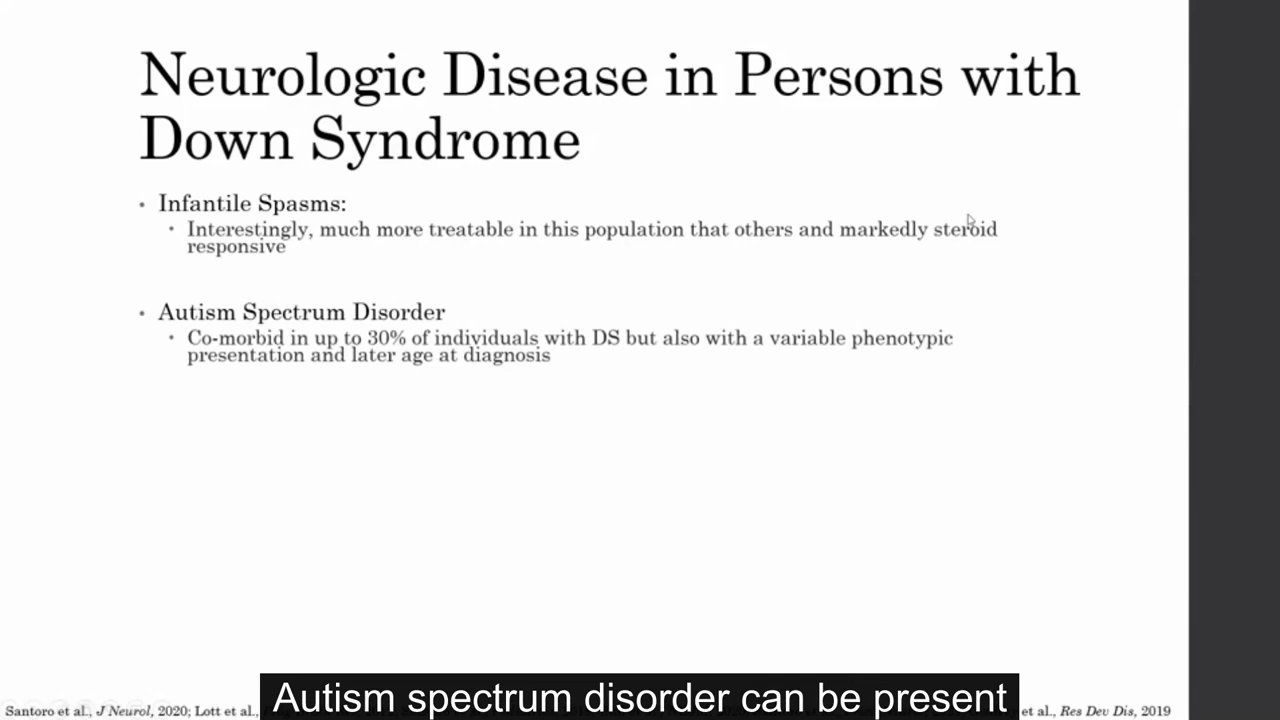 Neurologic Disease in Persons with
Down Syndrome
• Infantile Spasms:
• Interestingly, much more treatable in this population that others and markedly steroid
responsive
• Autism Spectrum Disorder
• Co-morbid in up to 30% of individuals with DS but also with a variable phenotypic
presentation and later age at diagnosis
Autism spectrum disorder can be present
Santoro et al., J Neurol, 2020; Lott et al., et al., Res Dev Dis, 2019